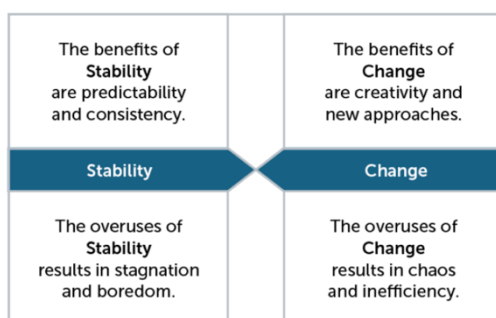 The benefits of
Stability
are predictability
and consistency.
The benefits of
Change
are creativity and
new approaches.
Stability
Change
The overuses of
Stability
results in stagnation
and boredom.
The overuses of
Change
results in chaos
and inefficiency.